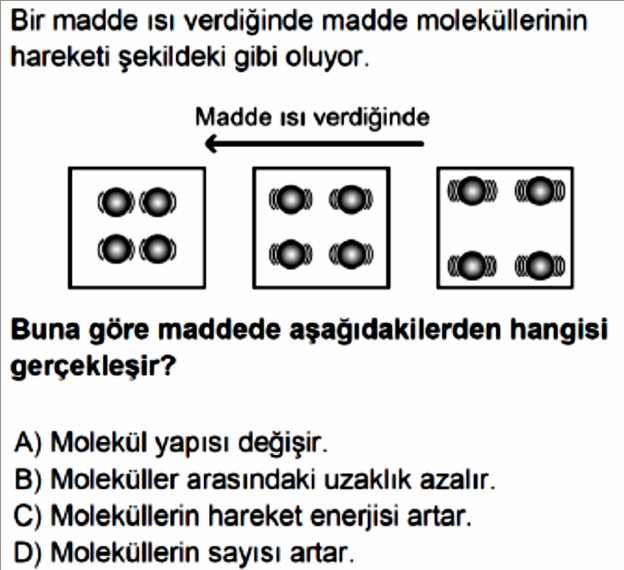 Bir madde ısı verdiğinde madde moleküllerinin
hareketi şekildeki gibi oluyor.
Madde ısı verdiğinde
Buna göre maddede aşağıdakilerden hangisi
gerçekleşir?
A) Molekül yapısı değişir.
B) Moleküller arasındaki uzaklık azalır.
C) Moleküllerin hareket enerjisi artar.
D) Moleküllerin sayısı artar.